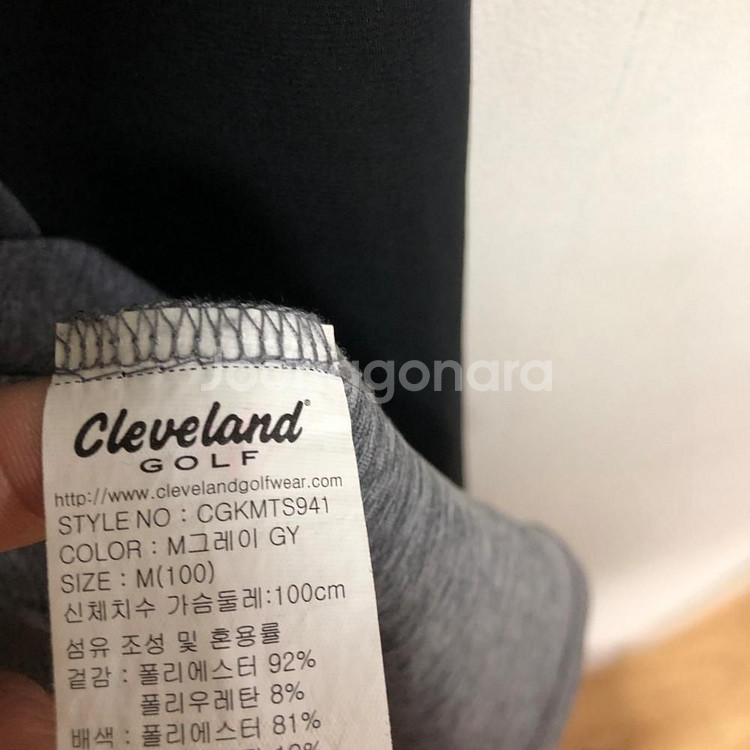 Joonggonara
Cleveland®
GOLF
http://www.clevelandgolfwear.com
STYLE NO : CGKMTS941
COLOR : M그레이 GY
SIZE : M(100)
신체치수 가슴둘레:100cm
섬유 조성 및 혼용률
겉감 : 폴리에스터 92%
폴리우레탄 8%
배색 : 폴리에스터 81%